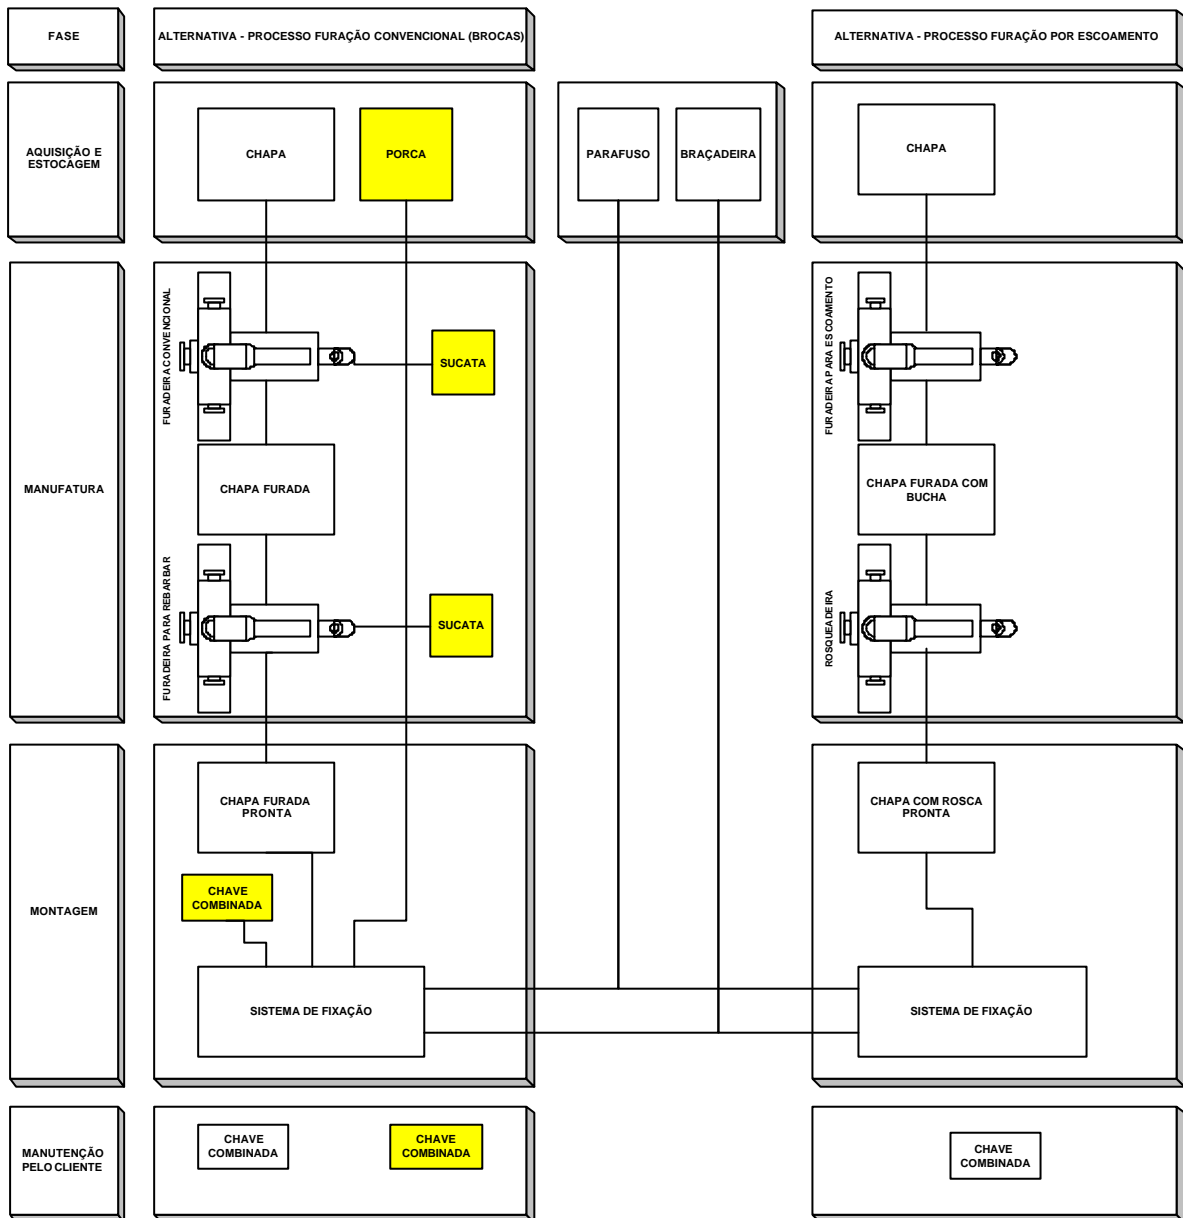 FASE
ALTERNATIVA - PROCESSO FURAÇÃO CONVENCIONAL (BROCAS)
ALTERNATIVA - PROCESSO FURAÇÃO POR ESCOAMENTO
AQUISIÇÃO E
ESTOCAGEM
CHAPA
PORCA
PARAFUSO
BRAÇADEIRA
CHAPA
MANUFATURA
FURADEIRA CONVENCIONAL
SUCATA
CHAPA FURADA
FURADEIRA PARA REBARBAR
SUCATA
FURADEIRA PARA ESCOAMENTO
CHAPA FURADA COM
BUCHA
ROSQUEADEIRA
MONTAGEM
CHAPA FURADA
PRONTA
CHAVE
COMBINADA
SISTEMA DE FIXAÇÃO
CHAPA COM ROSCA
PRONTA
SISTEMA DE FIXAÇÃO
MANUTENÇÃO
PELO CLIENTE
CHAVE
COMBINADA
CHAVE
COMBINADA
CHAVE
COMBINADA